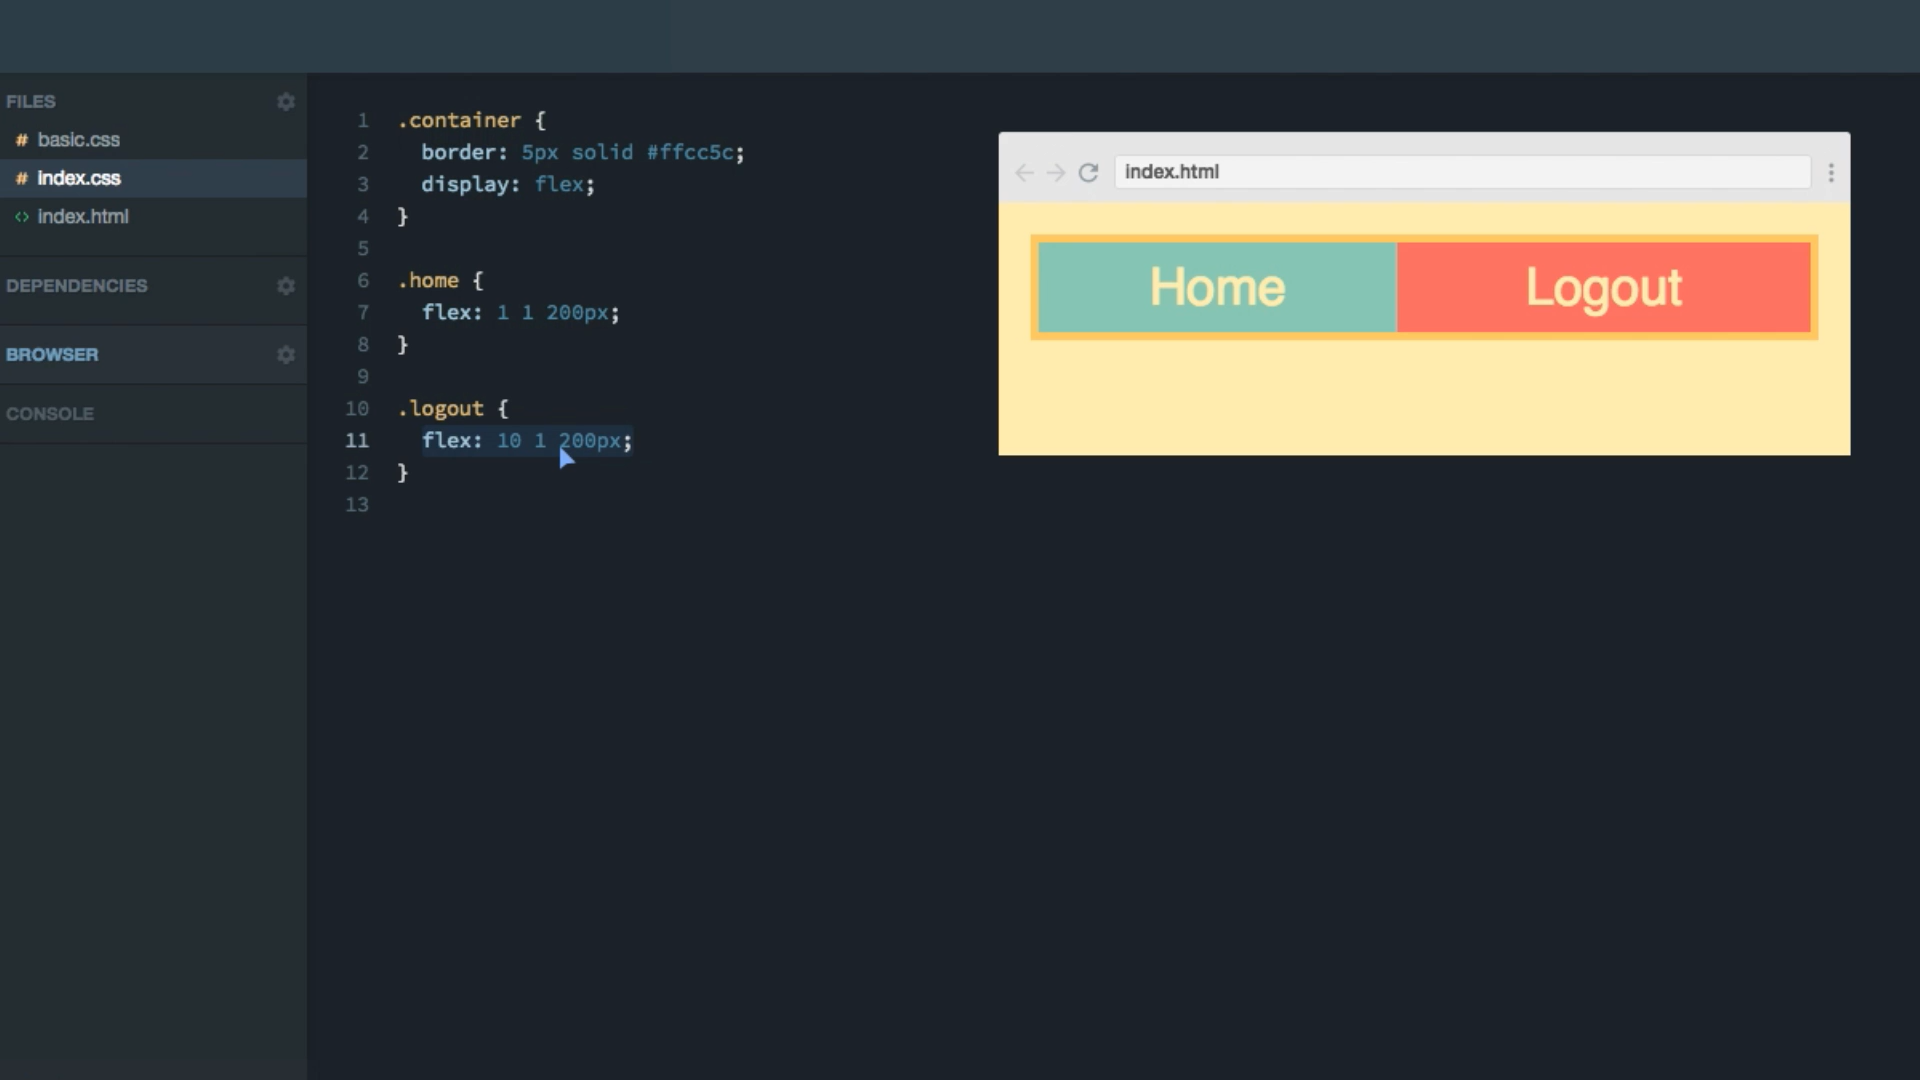 FILES
# basic.css
# index.css
<> index.html
DEPENDENCIES
BROWSER
CONSOLE
1 .container {
2 border: 5px solid #ffcc5c;
3 display: flex;
4 }
5
6 .home {
7 flex: 1 1 200px;
8 }
9
10 .logout {
11 flex: 10 1 200px;
12 }
13
index.html
Home Logout